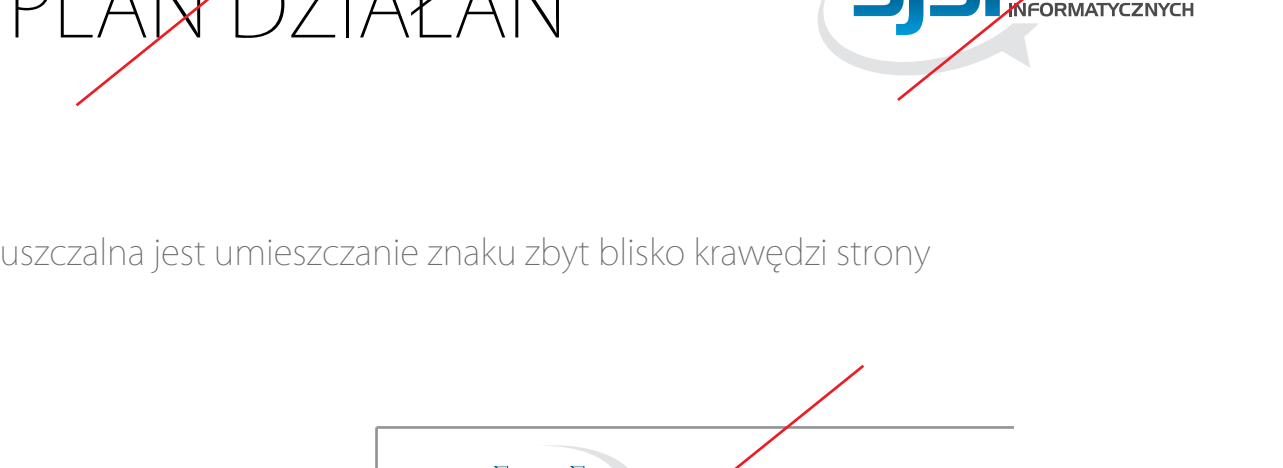 PLAN DZIAŁAŃ
INFORMATYCZNYCH
uszczalna jest umieszczanie znaku zbyt blisko krawędzi strony